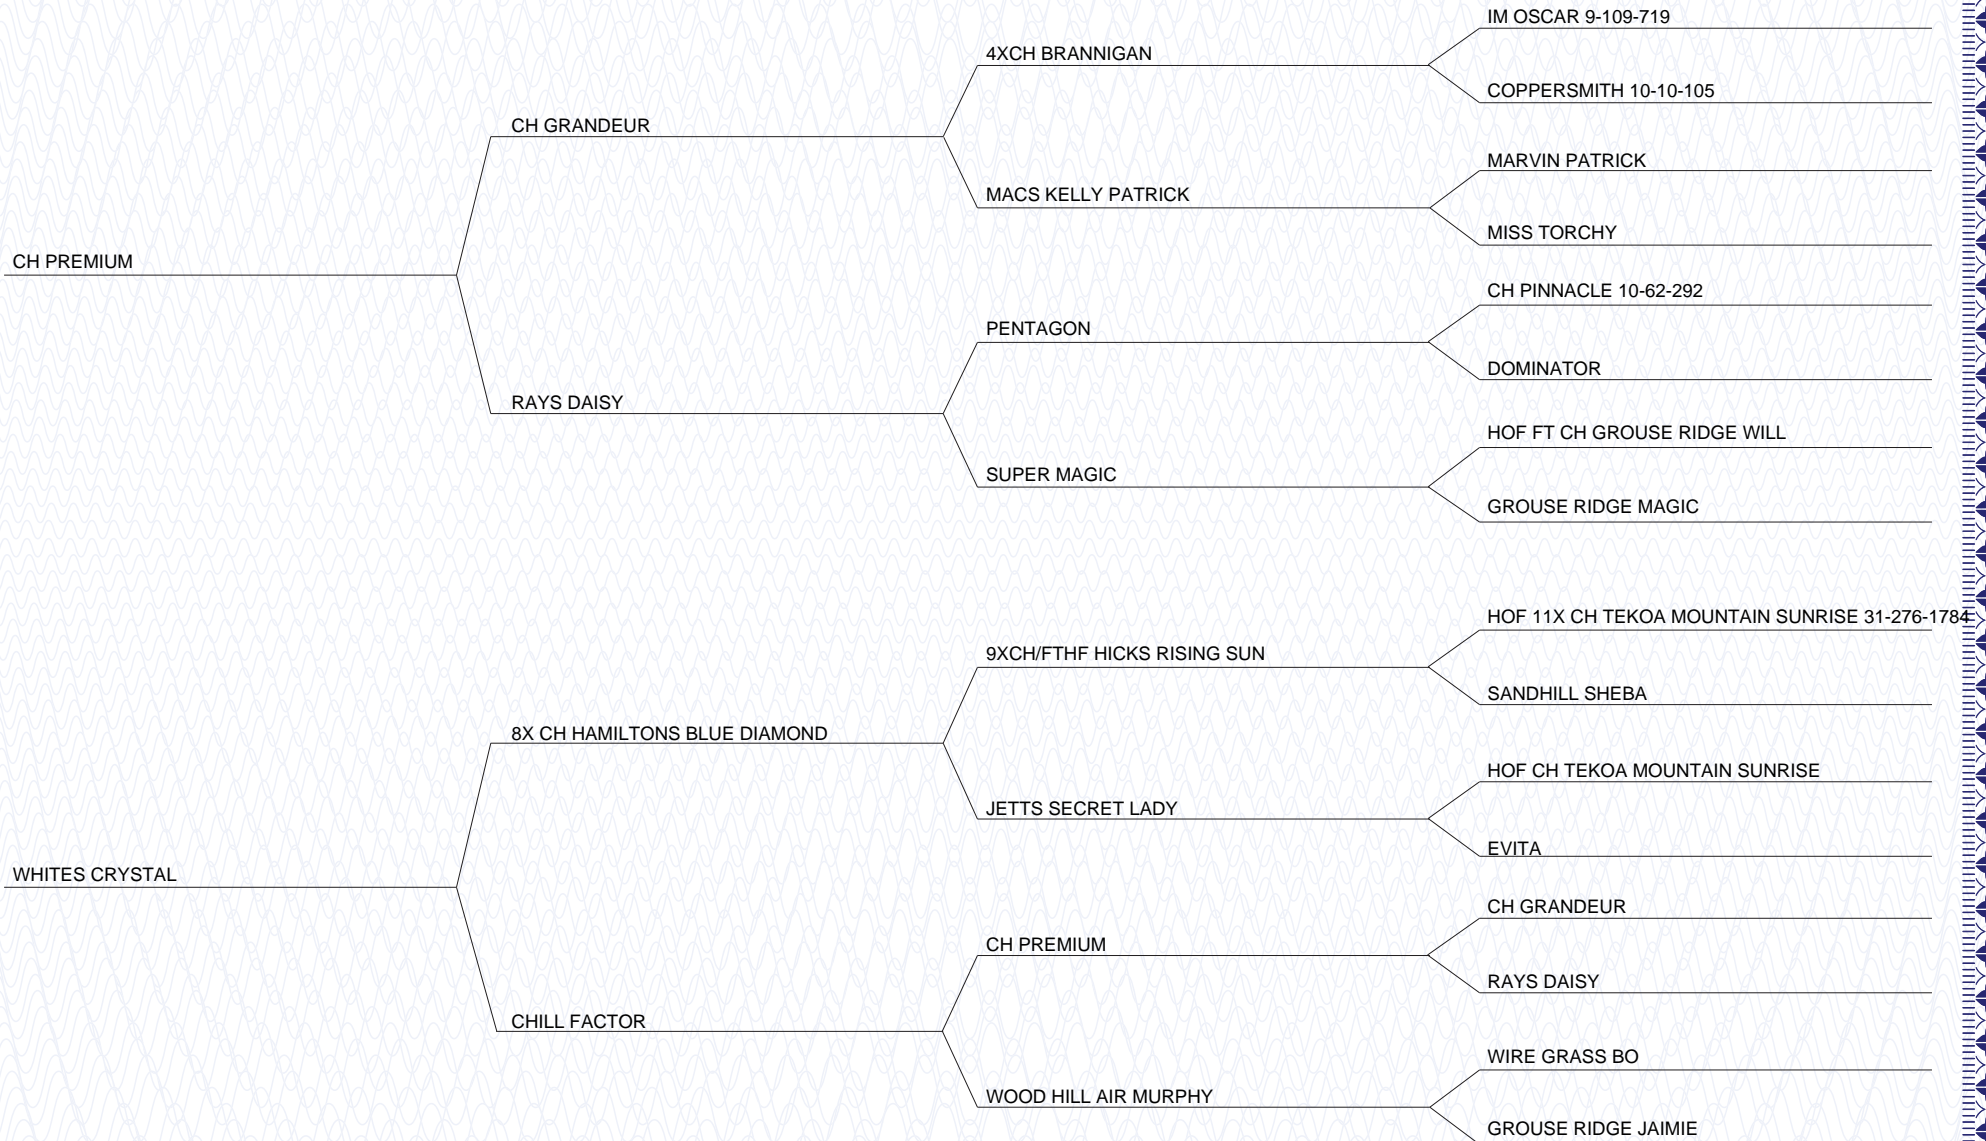 IM OSCAR 9-109-719
4XCH BRANNIGAN
COPPERSMITH 10-10-105
CH GRANDEUR
MARVIN PATRICK
MACS KELLY PATRICK
MISS TORCHY
CH PREMIUM
CH PINNACLE 10-62-292
PENTAGON
DOMINATOR
RAYS DAISY
HOF FT CH GROUSE RIDGE WILL
SUPER MAGIC
GROUSE RIDGE MAGIC
HOF 11X CH TEKOA MOUNTAIN SUNRISE 31-276-1784
9XCH/FTHF HICKS RISING SUN
SANDHILL SHEBA
8X CH HAMILTONS BLUE DIAMOND
HOF CH TEKOA MOUNTAIN SUNRISE
JETTS SECRET LADY
EVITA
WHITES CRYSTAL
CH GRANDEUR
CH PREMIUM
RAYS DAISY
CHILL FACTOR
WIRE GRASS BO
WOOD HILL AIR MURPHY
GROUSE RIDGE JAIMIE